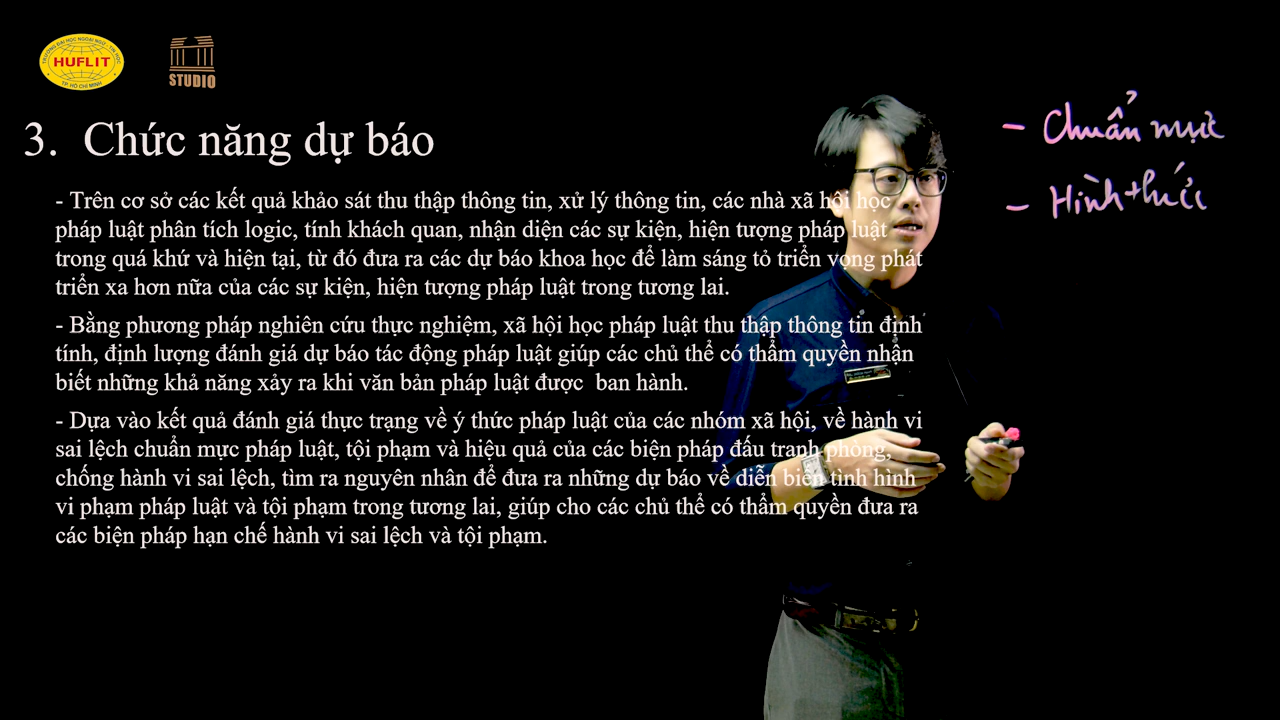 TRƯỜNG ĐẠI HỌC NGOẠI NGỮ - TIN HỌC
HUFLIT
TP. HỒ CHÍ MINH
STUDIO
3. Chức năng dự báo
- Trên cơ sở các kết quả khảo sát thu thập thông tin, xử lý thông tin, các nhà xã hội học
pháp luật phân tích logic, tính khách quan, nhận diện các sự kiện, hiện tượng pháp luật
trong quá khứ và hiện tại, từ đó đưa ra các dự báo khoa học để làm sáng tỏ triển vọng phát
triển xa hơn nữa của các sự kiện, hiện tượng pháp luật trong tương lai.
- Bằng phương pháp nghiên cứu thực nghiệm, xã hội học pháp luật thu thập thông tin định
tính, định lượng đánh giá dự báo tác động pháp luật giúp các chủ thể có thẩm quyền nhận
biết những khả năng xảy ra khi văn bản pháp luật được ban hành.
- Dựa vào kết quả đánh giá thực trạng về ý thức pháp luật của các nhóm xã hội, về hành vi
sai lệch chuẩn mực pháp luật, tội phạm và hiệu quả của các biện pháp đấu tranh phòng,
chống hành vi sai lệch, tìm ra nguyên nhân để đưa ra những dự báo về diễn biến tình hình
vi phạm pháp luật và tội phạm trong tương lai, giúp cho các chủ thể có thẩm quyền đưa ra
các biện pháp hạn chế hành vi sai lệch và tội phạm.
- Chuẩn mực
- Hình thức